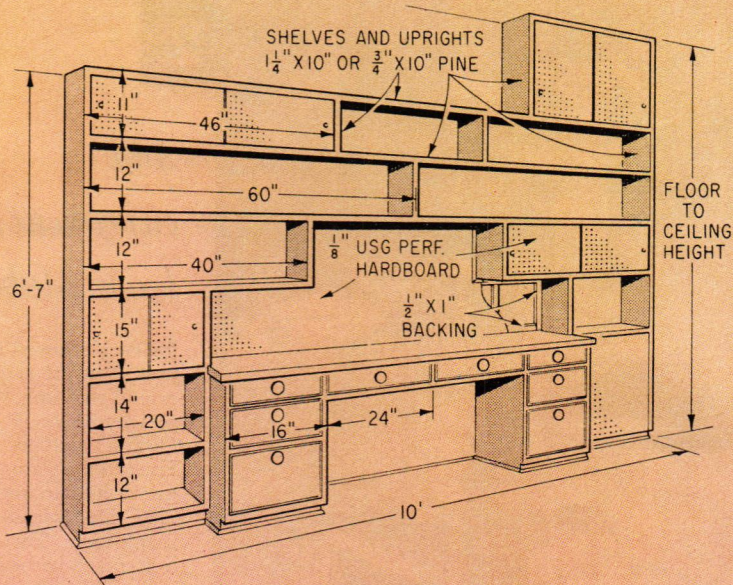 SHELVES AND UPRIGHTS
1 1/4" X 10" OR 3/4" X 10" PINE
11"
46"
12"
60"
FLOOR
TO
CEILING
HEIGHT
12"
40"
1/8" USG PERF.
HARDBOARD
6'-7"
15"
1/2" X 1"
BACKING
14"
20"
16"
24"
12"
10'